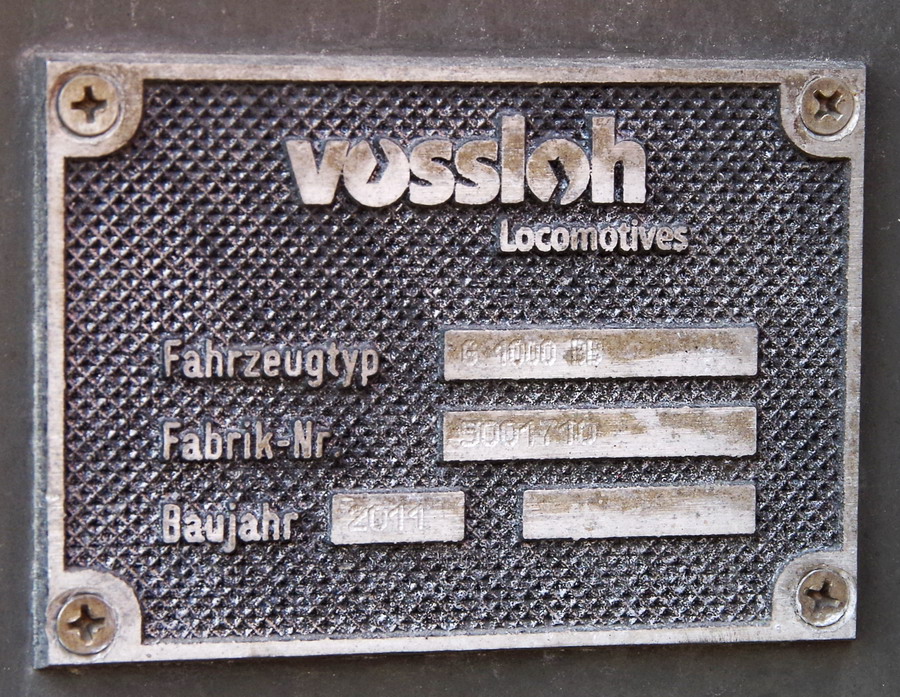 vossloh
Locomotives
Fahrzeugtyp G 1000 BB
Fabrik-Nr 5001710
Baujahr 2011